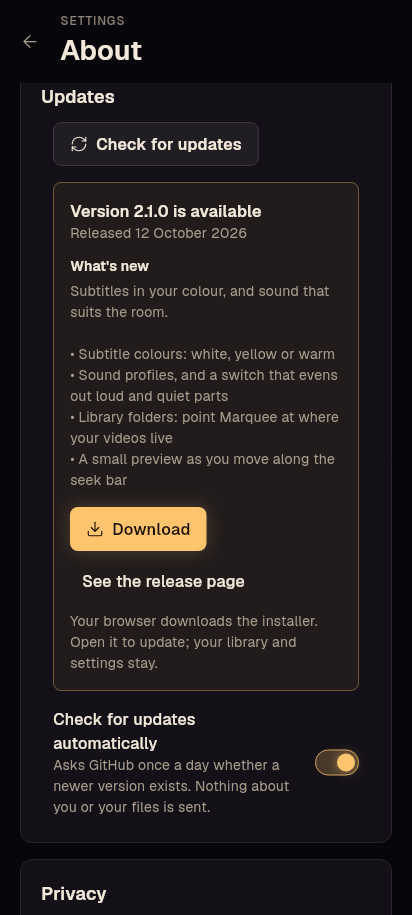 SETTINGS
About
Updates
Check for updates
Version 2.1.0 is available
Released 12 October 2026
What's new
Subtitles in your colour, and sound that
suits the room.
• Subtitle colours: white, yellow or warm
• Sound profiles, and a switch that evens
out loud and quiet parts
• Library folders: point Marquee at where
your videos live
• A small preview as you move along the
seek bar
Download
See the release page
Your browser downloads the installer.
Open it to update; your library and
settings stay.
Check for updates
automatically
Asks GitHub once a day whether a
newer version exists. Nothing about
you or your files is sent.
Privacy